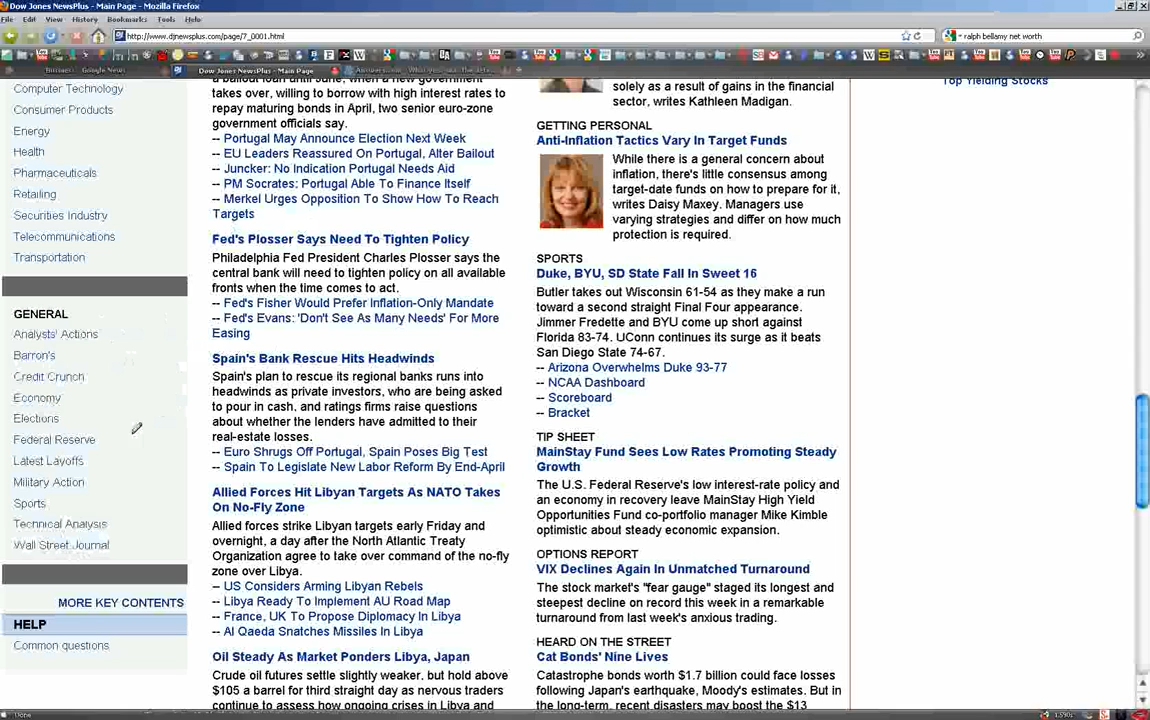 Dow Jones NewsPlus - Main Page - Mozilla Firefox
File Edit View History Bookmarks Tools Help
http://www.djnewsplus.com/page/7_0001.html
ralph bellamy net worth
Business - Google News
Dow Jones NewsPlus - Main Page
Computer Technology
Consumer Products
Energy
Health
Pharmaceuticals
Retailing
Securities Industry
Telecommunications
Transportation
GENERAL
Analysts' Actions
Barron's
Credit Crunch
Economy
Elections
Federal Reserve
Latest Layoffs
Military Action
Sports
Technical Analysis
Wall Street Journal
MORE KEY CONTENTS
HELP
Common questions
a bailout loan until June, when a new government
takes over, willing to borrow with high interest rates to
repay maturing bonds in April, two senior euro-zone
government officials say.
-- Portugal May Announce Election Next Week
-- EU Leaders Reassured On Portugal, Alter Bailout
-- Juncker: No Indication Portugal Needs Aid
-- PM Socrates: Portugal Able To Finance Itself
-- Merkel Urges Opposition To Show How To Reach
Targets
Fed's Plosser Says Need To Tighten Policy
Philadelphia Fed President Charles Plosser says the
central bank will need to tighten policy on all available
fronts when the time comes to act.
-- Fed's Fisher Would Prefer Inflation-Only Mandate
-- Fed's Evans: 'Don't See As Many Needs' For More
Easing
Spain's Bank Rescue Hits Headwinds
Spain's plan to rescue its regional banks runs into
headwinds as private investors, who are being asked
to pour in cash, and ratings firms raise questions
about whether the lenders have admitted to their
real-estate losses.
-- Euro Shrugs Off Portugal, Spain Poses Big Test
-- Spain To Legislate New Labor Reform By End-April
Allied Forces Hit Libyan Targets As NATO Takes
On No-Fly Zone
Allied forces strike Libyan targets early Friday and
overnight, a day after the North Atlantic Treaty
Organization agree to take over command of the no-fly
zone over Libya.
-- US Considers Arming Libyan Rebels
-- Libya Ready To Implement AU Road Map
-- France, UK To Propose Diplomacy In Libya
-- Al Qaeda Snatches Missiles In Libya
Oil Steady As Market Ponders Libya, Japan
Crude oil futures settle slightly weaker, but hold above
$105 a barrel for third straight day as nervous traders
continue to assess how ongoing crises in Libya and
solely as a result of gains in the financial
sector, writes Kathleen Madigan.
GETTING PERSONAL
Anti-Inflation Tactics Vary In Target Funds
While there is a general concern about
inflation, there's little consensus among
target-date funds on how to prepare for it,
writes Daisy Maxey. Managers use
varying strategies and differ on how much
protection is required.
SPORTS
Duke, BYU, SD State Fall In Sweet 16
Butler takes out Wisconsin 61-54 as they make a run
toward a second straight Final Four appearance.
Jimmer Fredette and BYU come up short against
Florida 83-74. UConn continues its surge as it beats
San Diego State 74-67.
-- Arizona Overwhelms Duke 93-77
-- NCAA Dashboard
-- Scoreboard
-- Bracket
TIP SHEET
MainStay Fund Sees Low Rates Promoting Steady
Growth
The U.S. Federal Reserve's low interest-rate policy and
an economy in recovery leave MainStay High Yield
Opportunities Fund co-portfolio manager Mike Kimble
optimistic about steady economic expansion.
OPTIONS REPORT
VIX Declines Again In Unmatched Turnaround
The stock market's "fear gauge" staged its longest and
steepest decline on record this week in a remarkable
turnaround from last week's anxious trading.
HEARD ON THE STREET
Cat Bonds' Nine Lives
Catastrophe bonds worth $1.7 billion could face losses
following Japan's earthquake, Moody's estimates. But in
the long-term, recent disasters may boost the $13
Top Yielding Stocks
Done